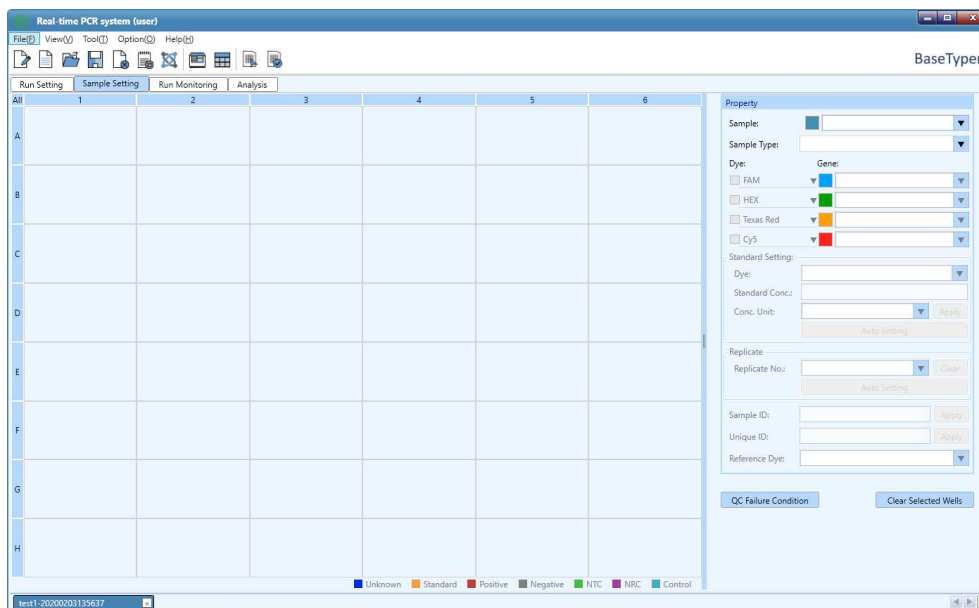 Real-time PCR system (user)
File(F) View(V) Tool(T) Option(O) Help(H)
BaseTyper
Run Setting Sample Setting Run Monitoring Analysis
All 1 2 3 4 5 6
A
B
C
D
E
F
G
H
Unknown Standard Positive Negative NTC NRC Control
Property
Sample:
Sample Type:
Dye: Gene:
FAM
HEX
Texas Red
Cy5
Standard Setting:
Dye:
Standard Conc.:
Conc. Unit: Apply
Auto Setting
Replicate
Replicate No.: Clear
Auto Setting
Sample ID: Apply
Unique ID: Apply
Reference Dye:
QC Failure Condition Clear Selected Wells
test1-20200203135637